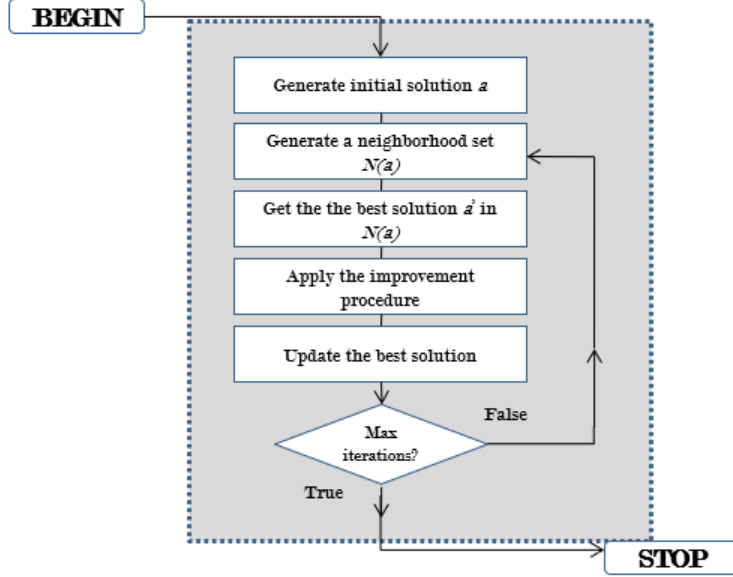 BEGIN
Generate initial solution a
Generate a neighborhood set
N(a)
Get the the best solution a' in
N(a)
Apply the improvement
procedure
Update the best solution
False
Max
iterations?
True
STOP